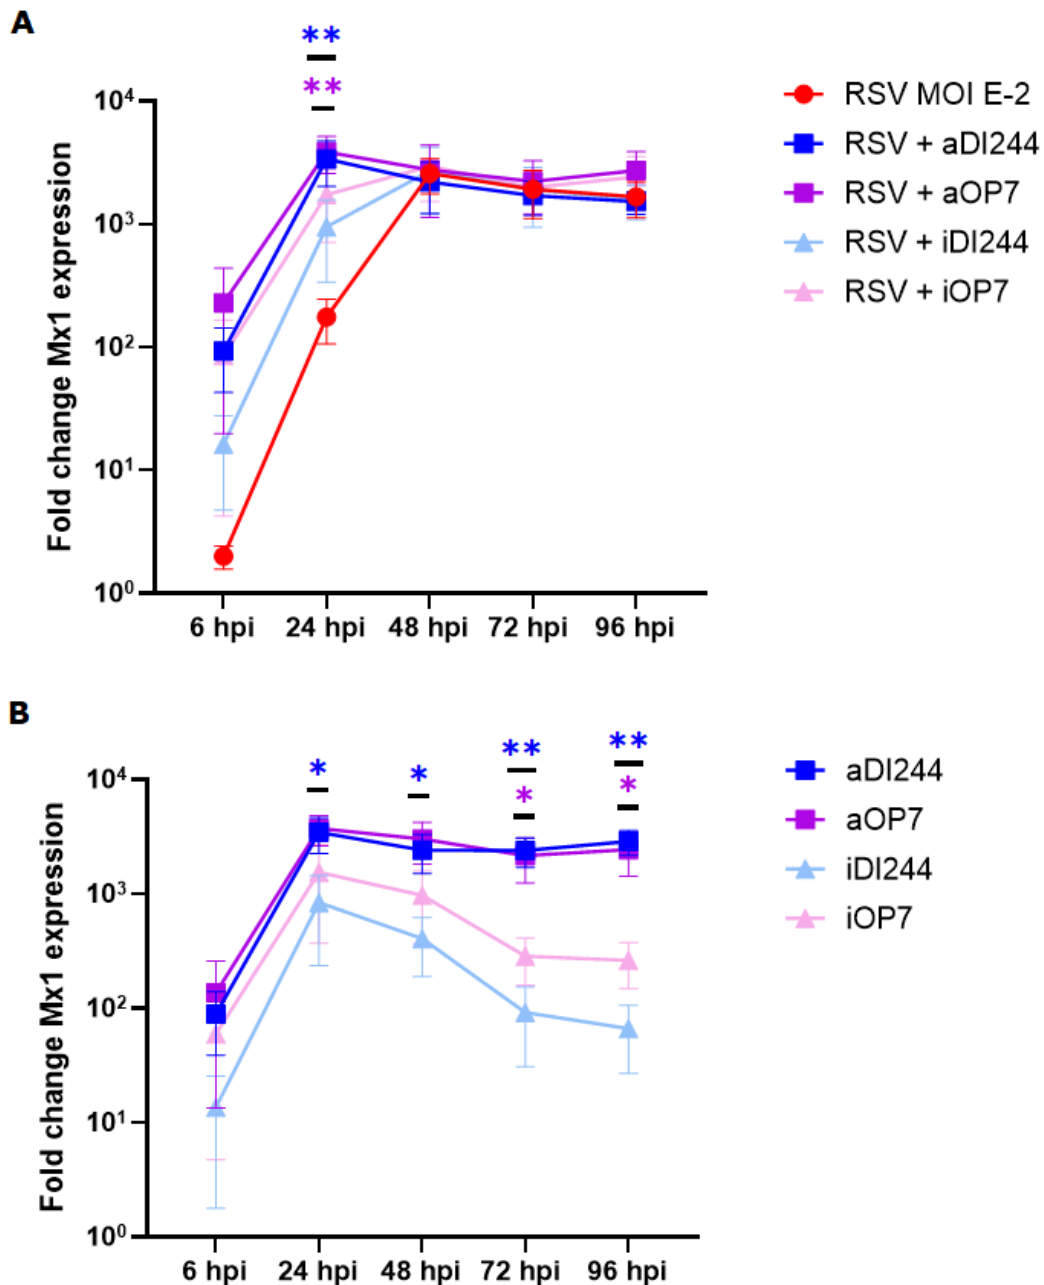 A
**
**
10⁴
10³
10²
10¹
10⁰
Fold change Mx1 expression
6 hpi 24 hpi 48 hpi 72 hpi 96 hpi
RSV MOI E-2
RSV + aDI244
RSV + aOP7
RSV + iDI244
RSV + iOP7
B
* * ** **
* *
10⁴
10³
10²
10¹
10⁰
Fold change Mx1 expression
6 hpi 24 hpi 48 hpi 72 hpi 96 hpi
aDI244
aOP7
iDI244
iOP7